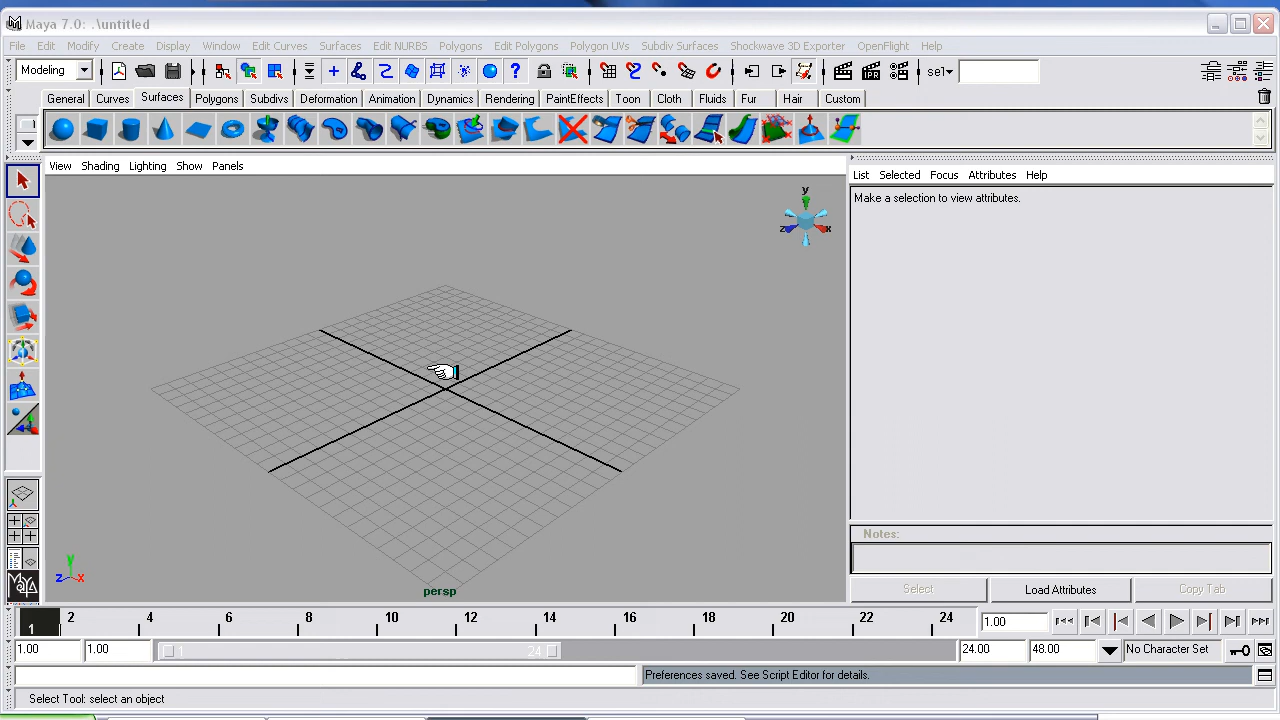 Maya 7.0: .\untitled
File Edit Modify Create Display Window Edit Curves Surfaces Edit NURBS Polygons Edit Polygons Polygon UVs Subdiv Surfaces Shockwave 3D Exporter OpenFlight Help
Modeling sel
General Curves Surfaces Polygons Subdivs Deformation Animation Dynamics Rendering PaintEffects Toon Cloth Fluids Fur Hair Custom
View Shading Lighting Show Panels
List Selected Focus Attributes Help
Make a selection to view attributes.
y
z x
Notes:
y
z x
persp
MAYA
Select Load Attributes Copy Tab
1 2 4 6 8 10 12 14 16 18 20 22 24 1.00
1.00 1.00 1 24 24.00 48.00 No Character Set
Preferences saved. See Script Editor for details.
Select Tool: select an object